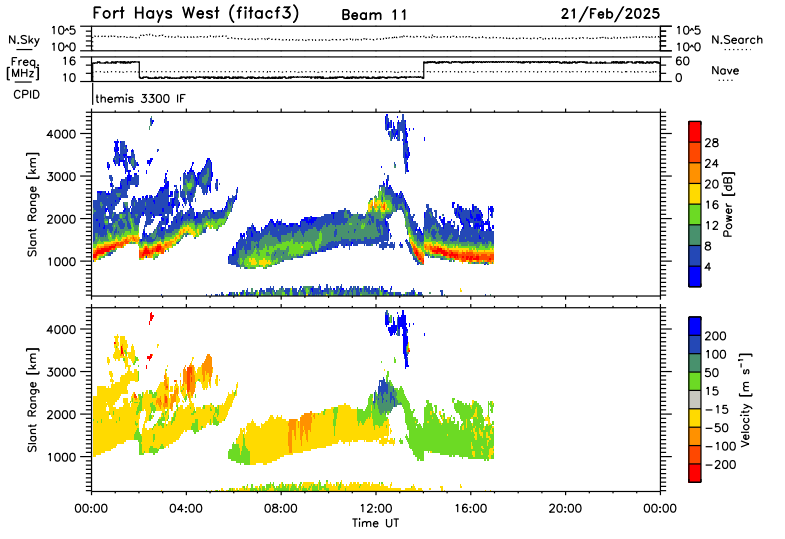 Fort Hays West (fitacf3) Beam 11 21/Feb/2025
N.Sky 10^5 10^0 10^5 10^0 N.Search
Freq. [MHz] 16 10 60 0 Nave
CPID themis 3300 IF
Slant Range [km] 4000 3000 2000 1000
Power [dB] 28 24 20 16 12 8 4
Slant Range [km] 4000 3000 2000 1000
Velocity [m s⁻¹] 200 100 50 15 -15 -50 -100 -200
00:00 04:00 08:00 12:00 16:00 20:00 00:00
Time UT